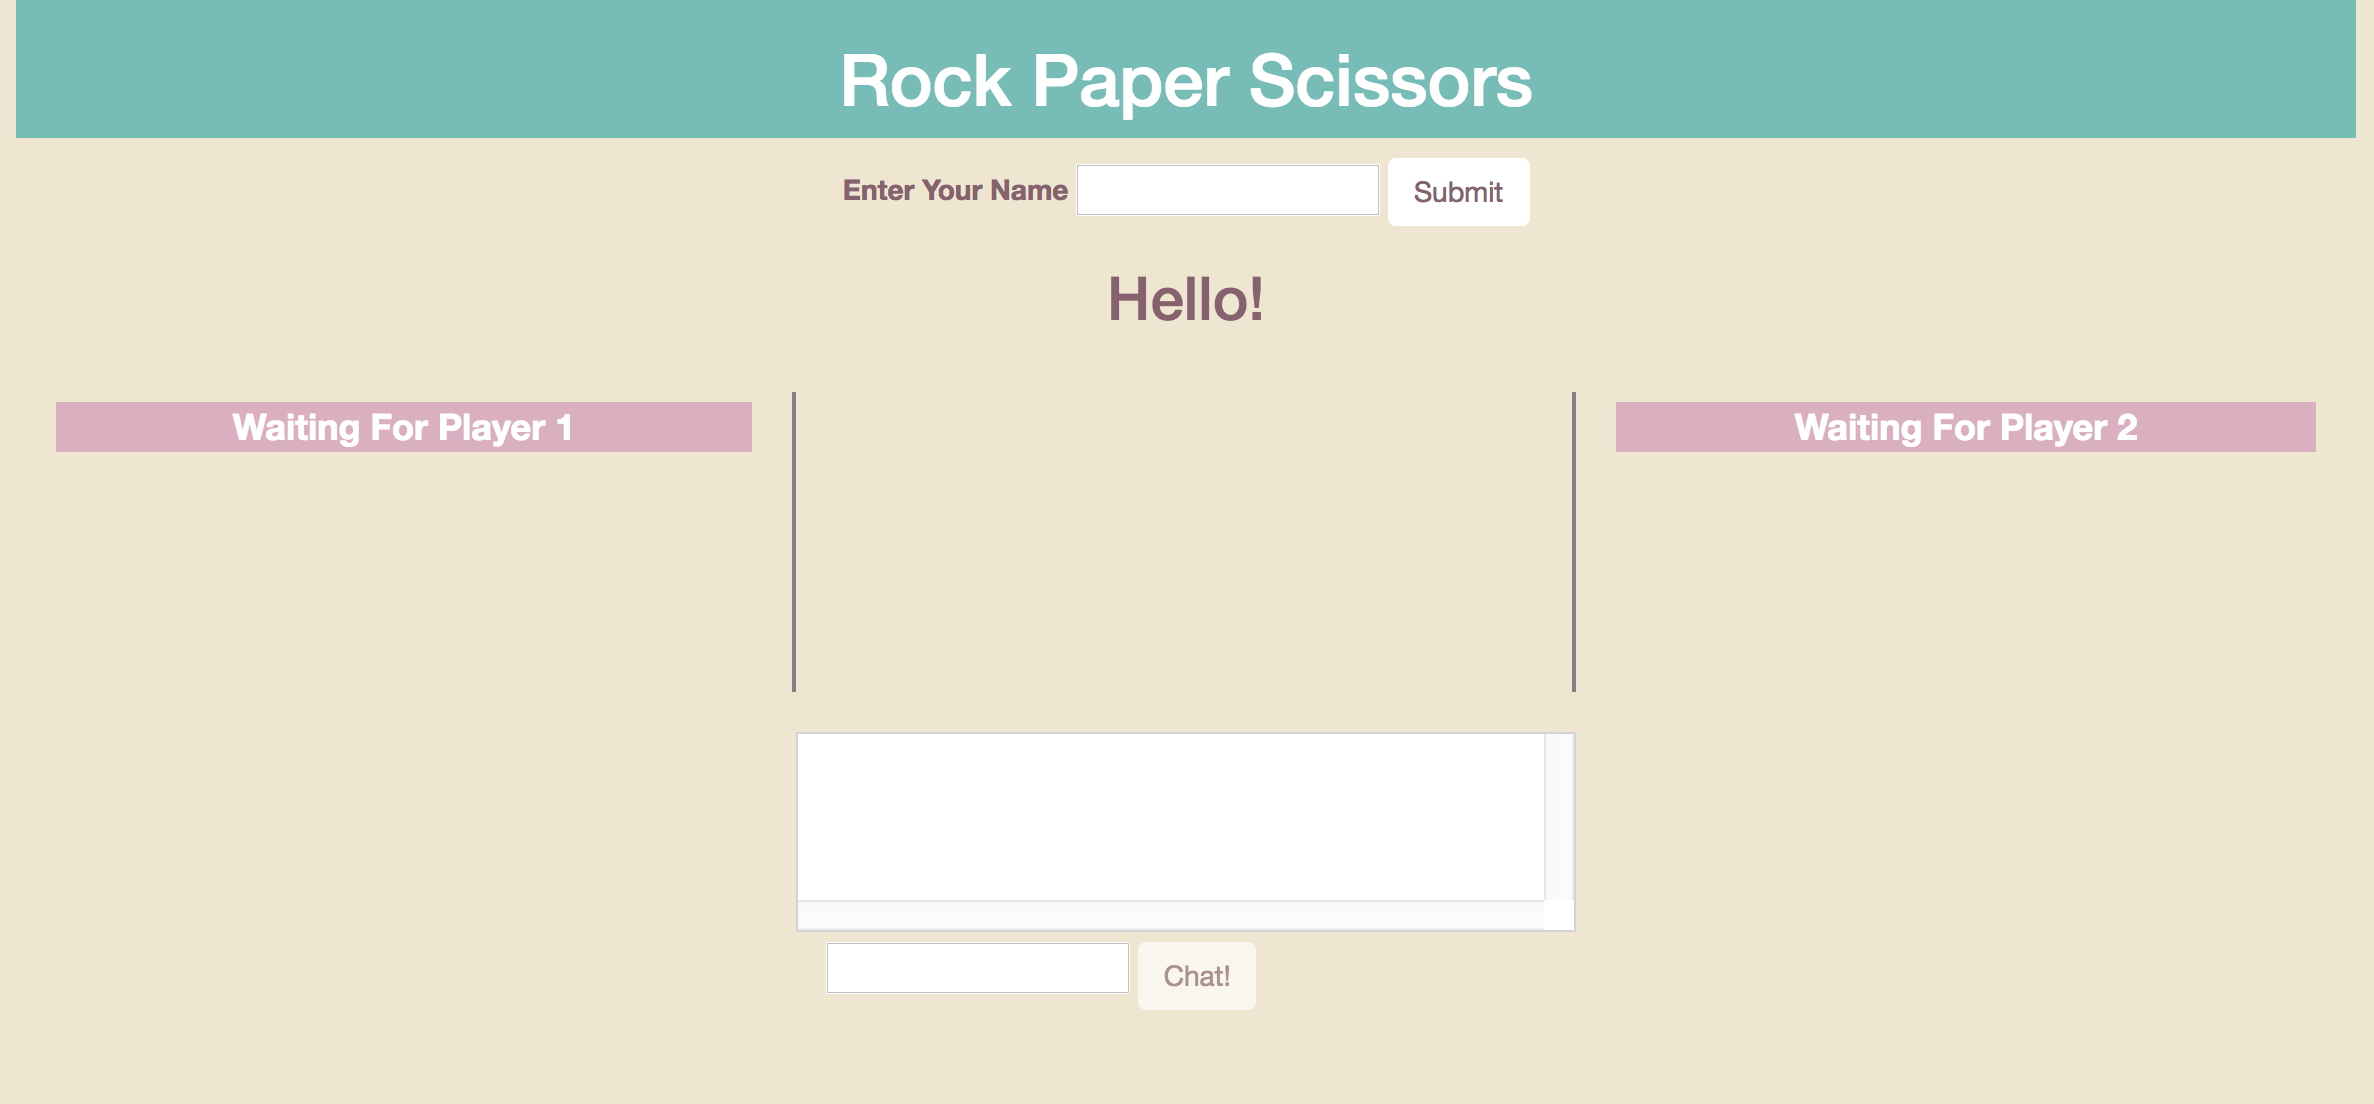 Rock Paper Scissors
Enter Your Name Submit
Hello!
Waiting For Player 1
Waiting For Player 2
Chat!